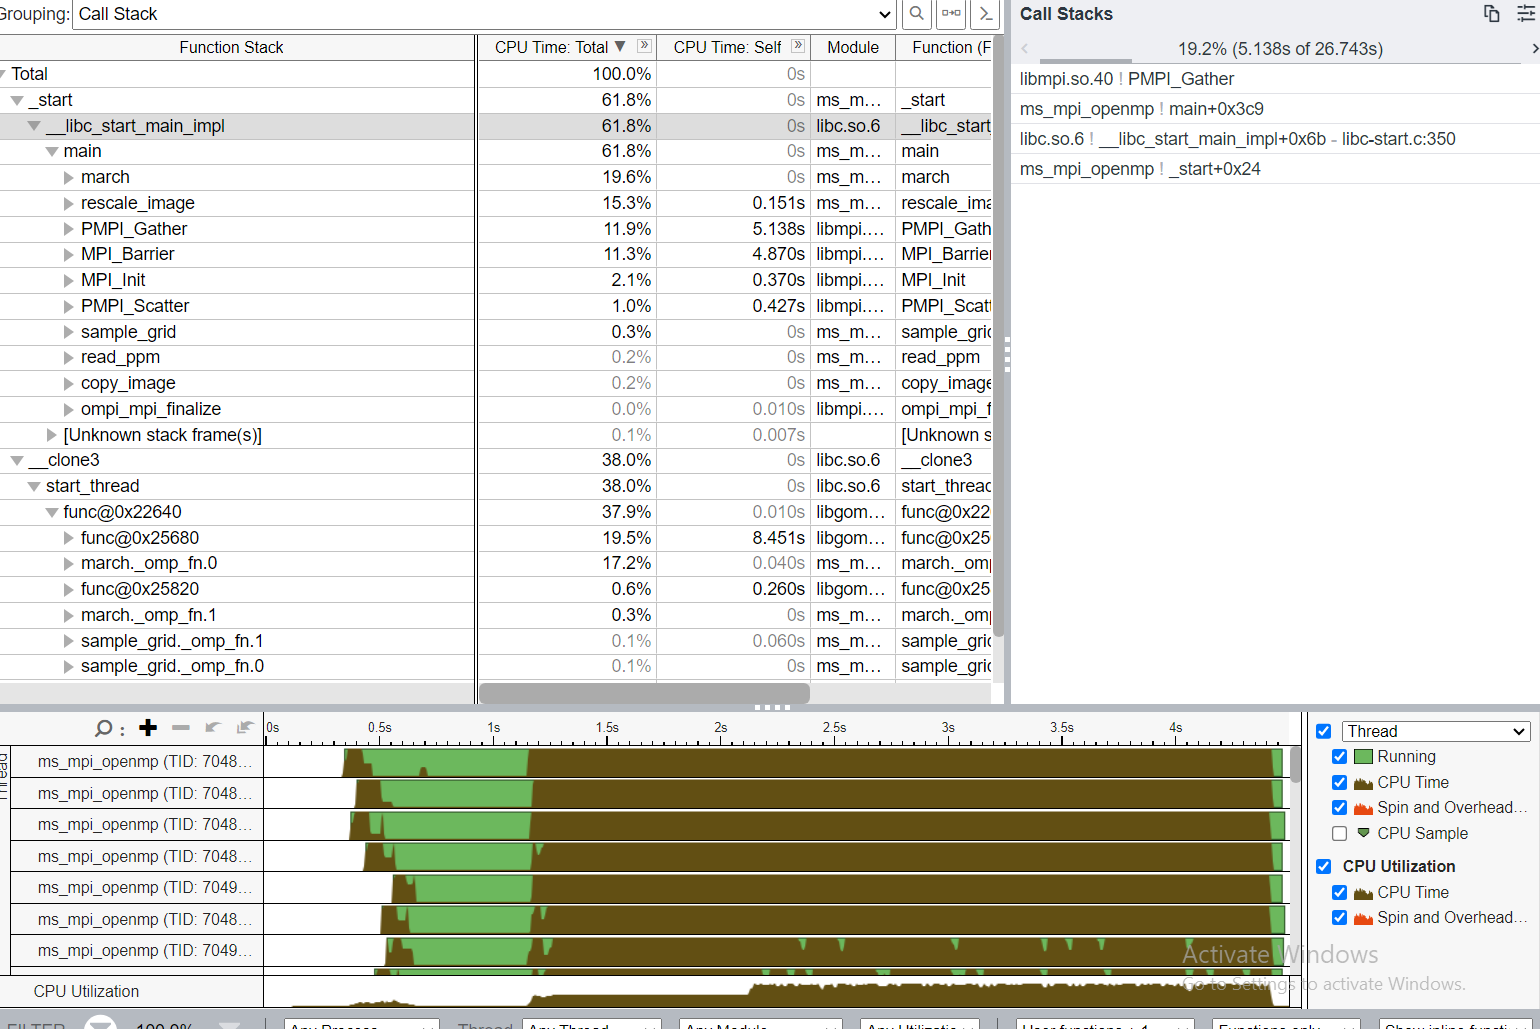 Grouping: Call Stack
Function Stack CPU Time: Total ▼ » CPU Time: Self » Module Function (F
Total 100.0% 0s
_start 61.8% 0s ms_m... _start
__libc_start_main_impl 61.8% 0s libc.so.6 __libc_start
main 61.8% 0s ms_m... main
march 19.6% 0s ms_m... march
rescale_image 15.3% 0.151s ms_m... rescale_ima
PMPI_Gather 11.9% 5.138s libmpi.... PMPI_Gath
MPI_Barrier 11.3% 4.870s libmpi.... MPI_Barrier
MPI_Init 2.1% 0.370s libmpi.... MPI_Init
PMPI_Scatter 1.0% 0.427s libmpi.... PMPI_Scatt
sample_grid 0.3% 0s ms_m... sample_grid
read_ppm 0.2% 0s ms_m... read_ppm
copy_image 0.2% 0s ms_m... copy_image
ompi_mpi_finalize 0.0% 0.010s libmpi.... ompi_mpi_f
[Unknown stack frame(s)] 0.1% 0.007s [Unknown s
__clone3 38.0% 0s libc.so.6 __clone3
start_thread 38.0% 0s libc.so.6 start_threac
func@0x22640 37.9% 0.010s libgom... func@0x22
func@0x25680 19.5% 8.451s libgom... func@0x25
march._omp_fn.0 17.2% 0.040s ms_m... march._omp
func@0x25820 0.6% 0.260s libgom... func@0x25
march._omp_fn.1 0.3% 0s ms_m... march._omp
sample_grid._omp_fn.1 0.1% 0.060s ms_m... sample_gric
sample_grid._omp_fn.0 0.1% 0s ms_m... sample_gric
Call Stacks
19.2% (5.138s of 26.743s)
libmpi.so.40 ! PMPI_Gather
ms_mpi_openmp ! main+0x3c9
libc.so.6 ! __libc_start_main_impl+0x6b - libc-start.c:350
ms_mpi_openmp ! _start+0x24
0s 0.5s 1s 1.5s 2s 2.5s 3s 3.5s 4s
Thread
ms_mpi_openmp (TID: 7048...
ms_mpi_openmp (TID: 7048...
ms_mpi_openmp (TID: 7048...
ms_mpi_openmp (TID: 7048...
ms_mpi_openmp (TID: 7049...
ms_mpi_openmp (TID: 7048...
ms_mpi_openmp (TID: 7049...
CPU Utilization
Thread
Running
CPU Time
Spin and Overhead...
CPU Sample
CPU Utilization
CPU Time
Spin and Overhead...
Activate Windows
Go to Settings to activate Windows.
FILTER 100.0% Any Process Thread Any Thread Any Module Any Utilizatio User functions + 1 Functions only Show inline functi